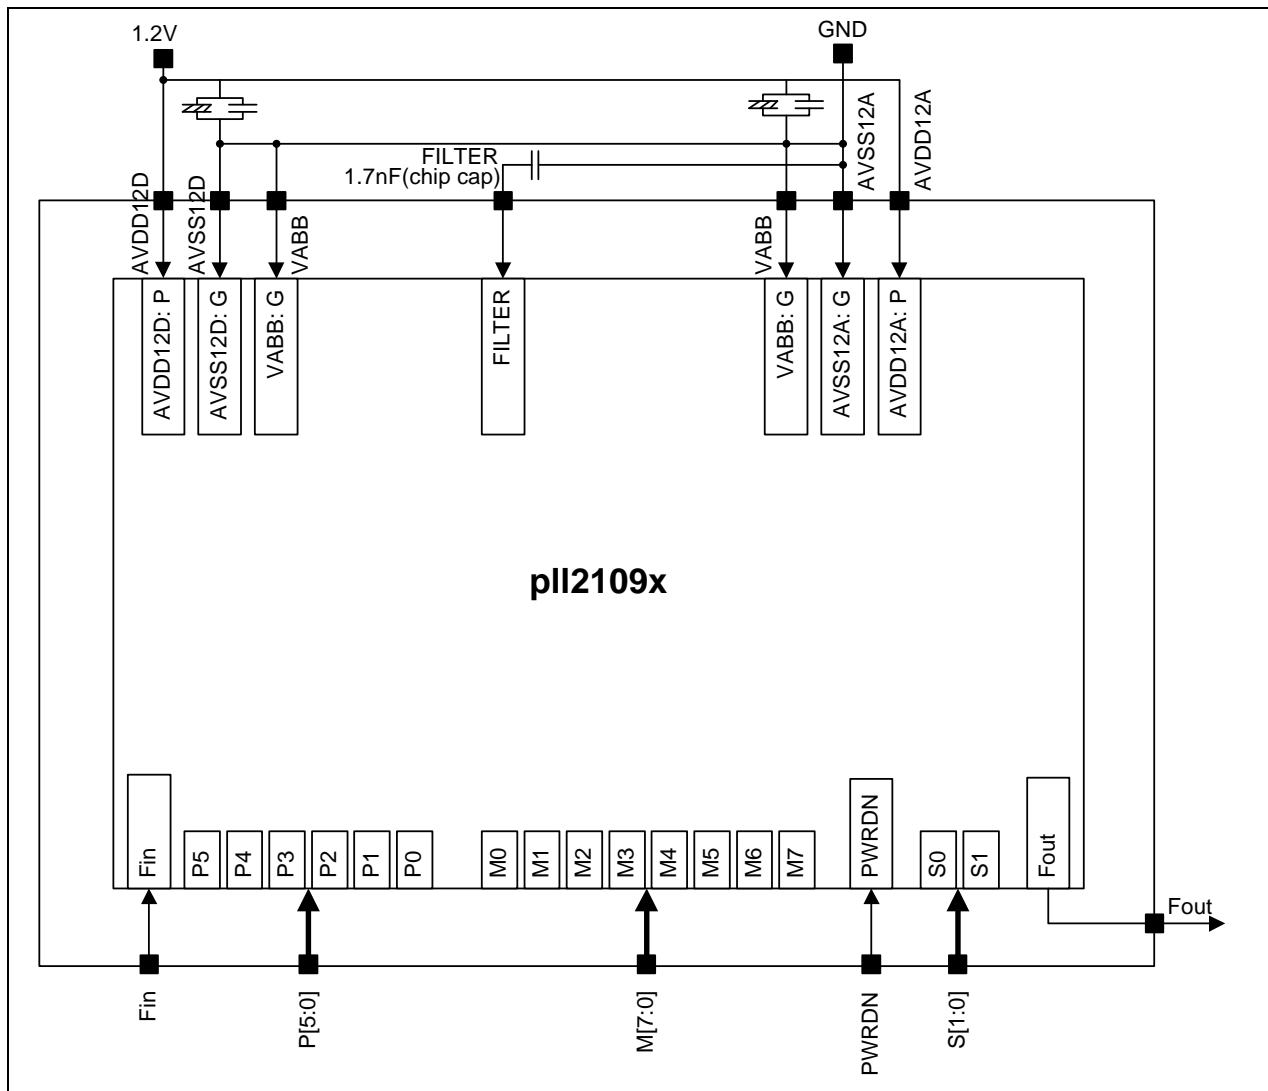 1.2V
GND
AVSS12A
AVDD12A
FILTER
1.7nF(chip cap)
AVDD12D
AVSS12D
VABB
VABB
AVDD12D: P
AVSS12D: G
VABB: G
FILTER
VABB: G
AVSS12A: G
AVDD12A: P
pll2109x
Fin
P5
P4
P3
P2
P1
P0
M0
M1
M2
M3
M4
M5
M6
M7
PWRDN
S0
S1
Fout
Fout
Fin
P[5:0]
M[7:0]
PWRDN
S[1:0]